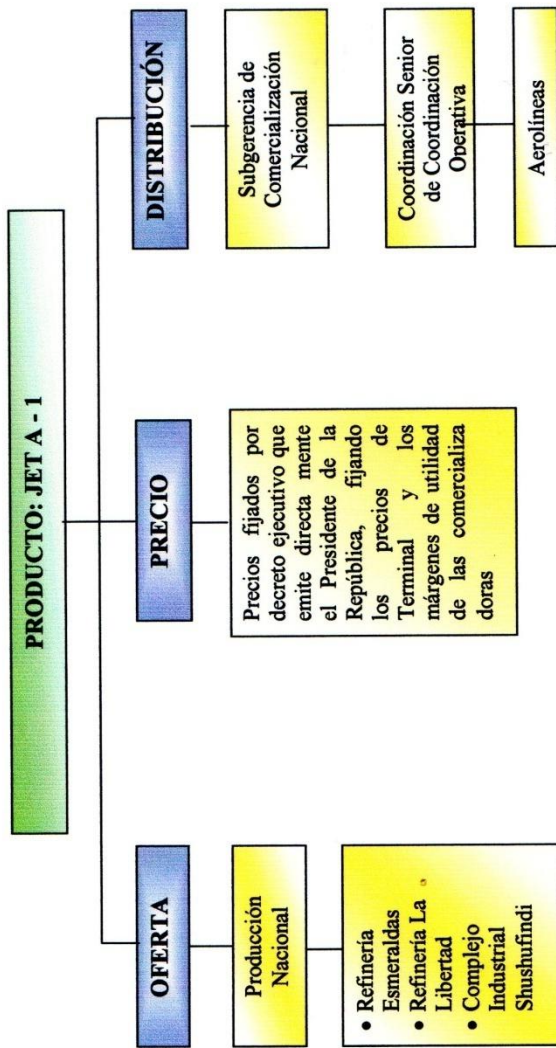 PRODUCTO: JET A - 1
OFERTA
Producción
Nacional
• Refinería
Esmeraldas
• Refinería La
Libertad
• Complejo
Industrial
Shushufindi
PRECIO
Precios fijados por
decreto ejecutivo que
emite directa mente
el Presidente de la
República, fijando
los precios de
Terminal y los
márgenes de utilidad
de las comercializa
doras
DISTRIBUCIÓN
Subgerencia de
Comercialización
Nacional
Coordinación Senior
de Coordinación
Operativa
Aerolíneas